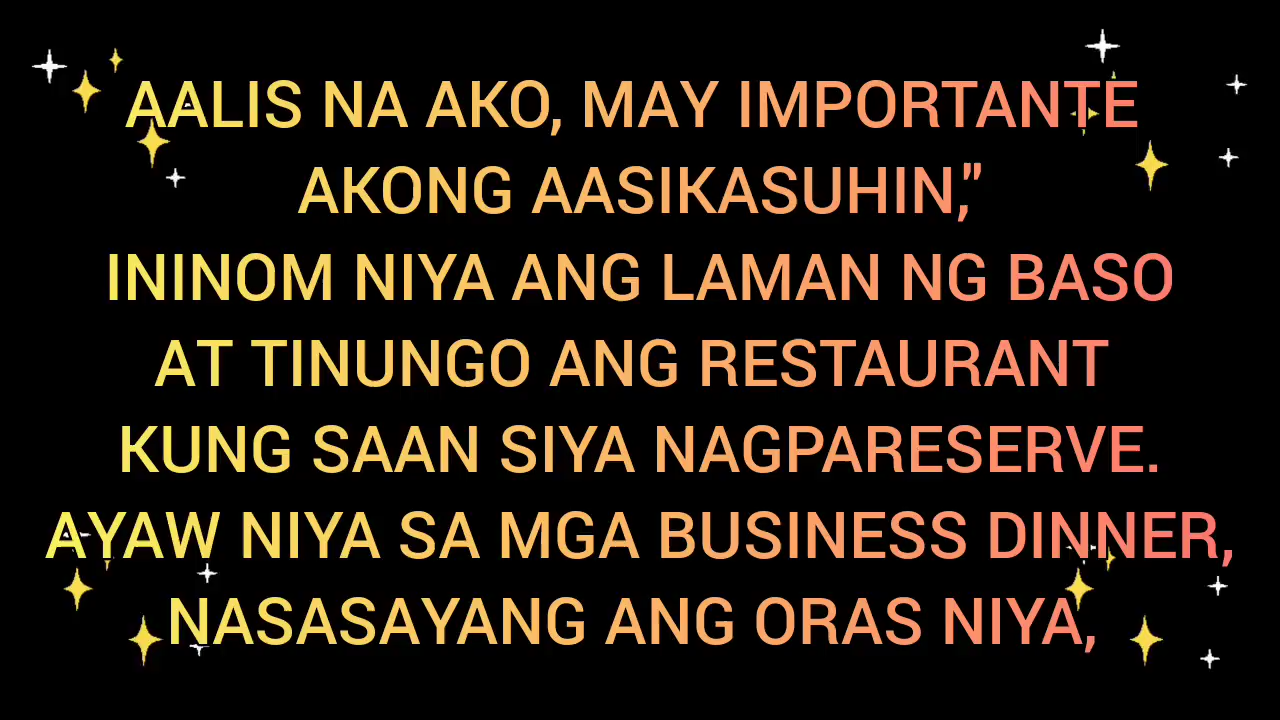 AALIS NA AKO, MAY IMPORTANTE
AKONG AASIKASUHIN,”
ININOM NIYA ANG LAMAN NG BASO
AT TINUNGO ANG RESTAURANT
KUNG SAAN SIYA NAGPARESERVE.
AYAW NIYA SA MGA BUSINESS DINNER,
NASASAYANG ANG ORAS NIYA,